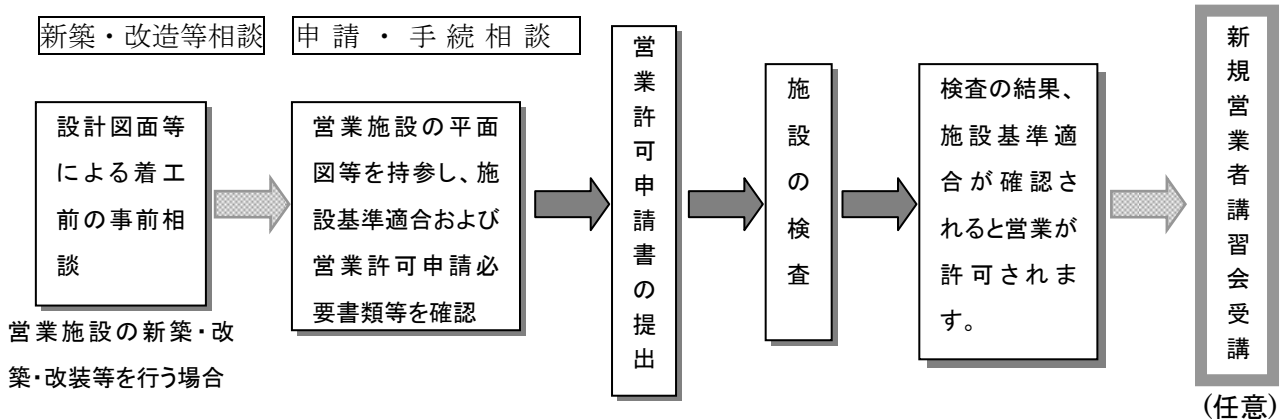 新築・改造等相談
申請・手続相談
設計図面等
による着工
前の事前相
談
営業施設の新築・改
築・改装等を行う場合
営業施設の平面
図等を持参し、施
設基準適合および
営業許可申請必
要書類等を確認
営業許可申請書の提出
施設の検査
検査の結果、
施設基準適
合が確認さ
れると営業が
許可されま
す。
新規営業者講習会受講
(任意)